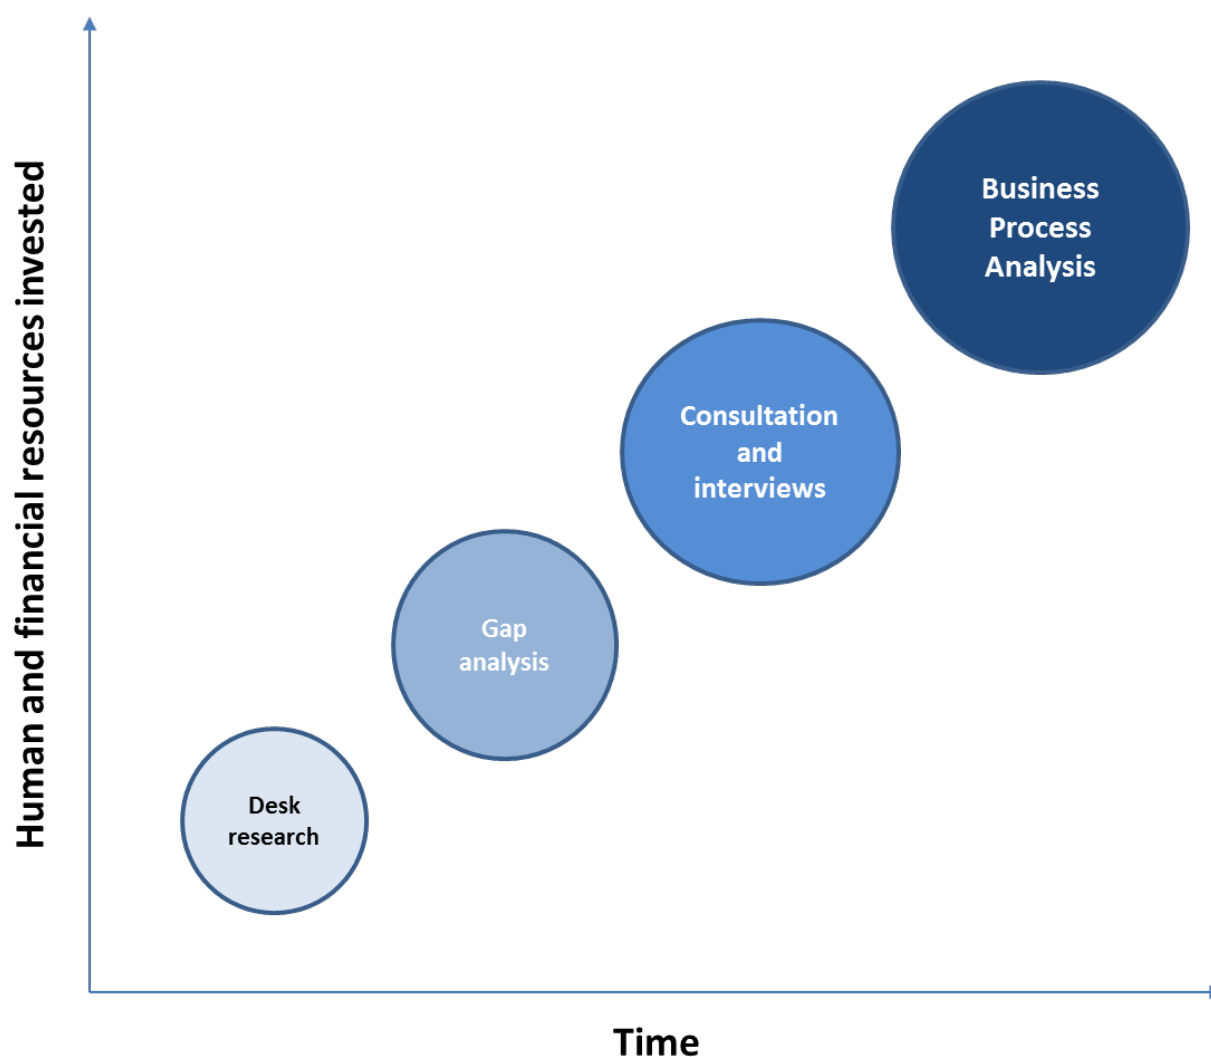 Human and financial resources invested
Business
Process
Analysis
Consultation
and
interviews
Gap
analysis
Desk
research
Time